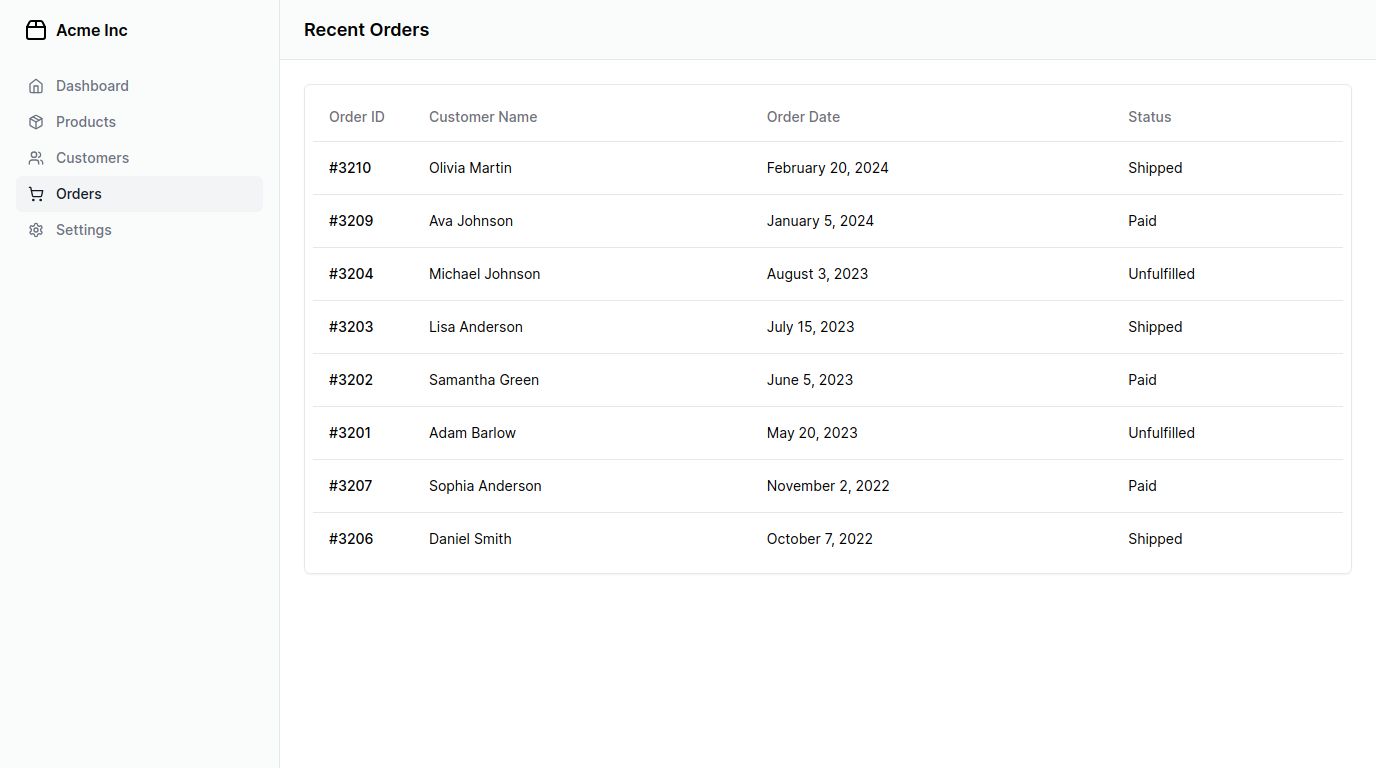 Acme Inc
Dashboard
Products
Customers
Orders
Settings
Recent Orders
Order ID Customer Name Order Date Status
#3210 Olivia Martin February 20, 2024 Shipped
#3209 Ava Johnson January 5, 2024 Paid
#3204 Michael Johnson August 3, 2023 Unfulfilled
#3203 Lisa Anderson July 15, 2023 Shipped
#3202 Samantha Green June 5, 2023 Paid
#3201 Adam Barlow May 20, 2023 Unfulfilled
#3207 Sophia Anderson November 2, 2022 Paid
#3206 Daniel Smith October 7, 2022 Shipped